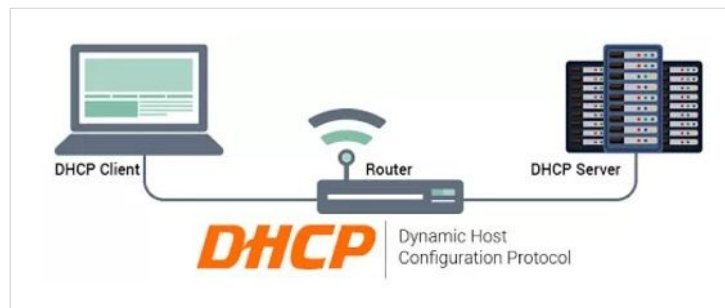 DHCP Client
Router
DHCP Server
DHCP
Dynamic Host
Configuration Protocol